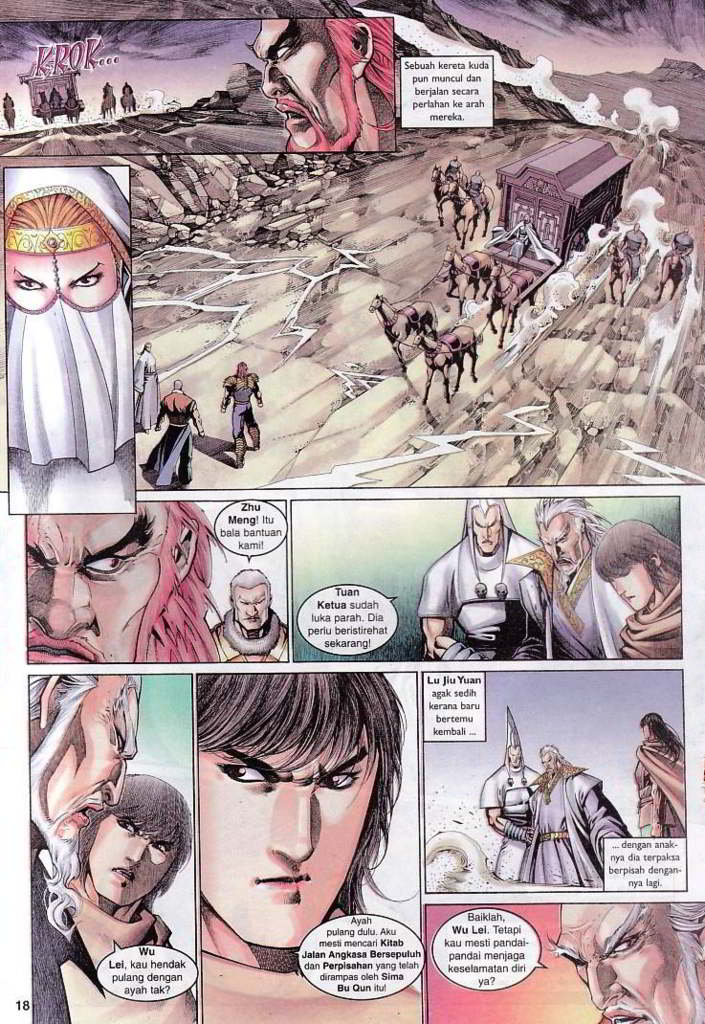 KROK...
Sebuah kereta kuda
pun muncul dan
berjalan secara
perlahan ke arah
mereka.
Zhu
Meng! Itu
bala bantuan
kami!
Tuan
Ketua sudah
luka parah. Dia
perlu beristirehat
sekarang!
Wu
Lei, kau hendak
pulang dengan
ayah tak?
Ayah
pulang dulu. Aku
mesti mencari Kitab
Jalan Angkasa Bersepuluh
dan Perpisahan yang telah
dirampas oleh Sima
Bu Qun itu!
Lu Jiu Yuan
agak sedih
kerana baru
bertemu
kembali ...
... dengan anak-
nya dia terpaksa
berpisah dengan-
nya lagi.
Baiklah,
Wu Lei. Tetapi
kau mesti pandai-
pandai menjaga
keselamatan diri
ya?
18